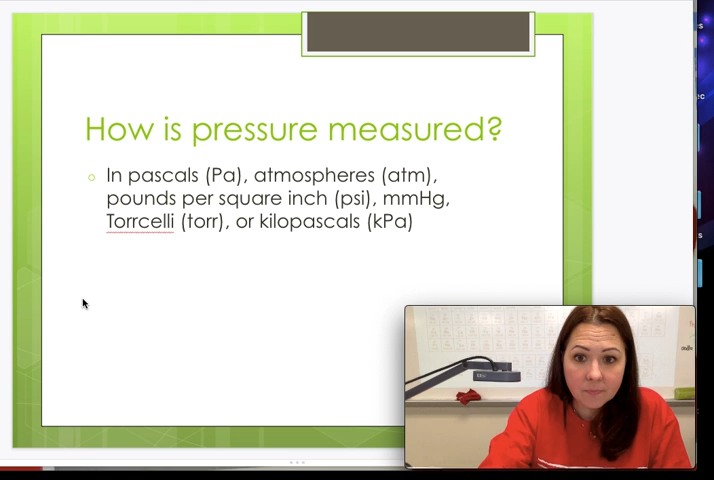 How is pressure measured?
In pascals (Pa), atmospheres (atm),
pounds per square inch (psi), mmHg,
Torrcelli (torr), or kilopascals (kPa)